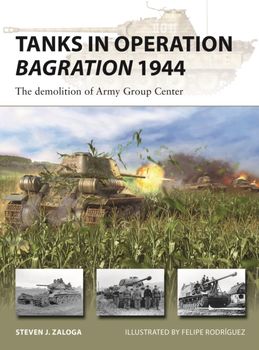 TANKS IN OPERATION
BAGRATION 1944
The demolition of Army Group Center
STEVEN J. ZALOGA
ILLUSTRATED BY FELIPE RODRÍGUEZ